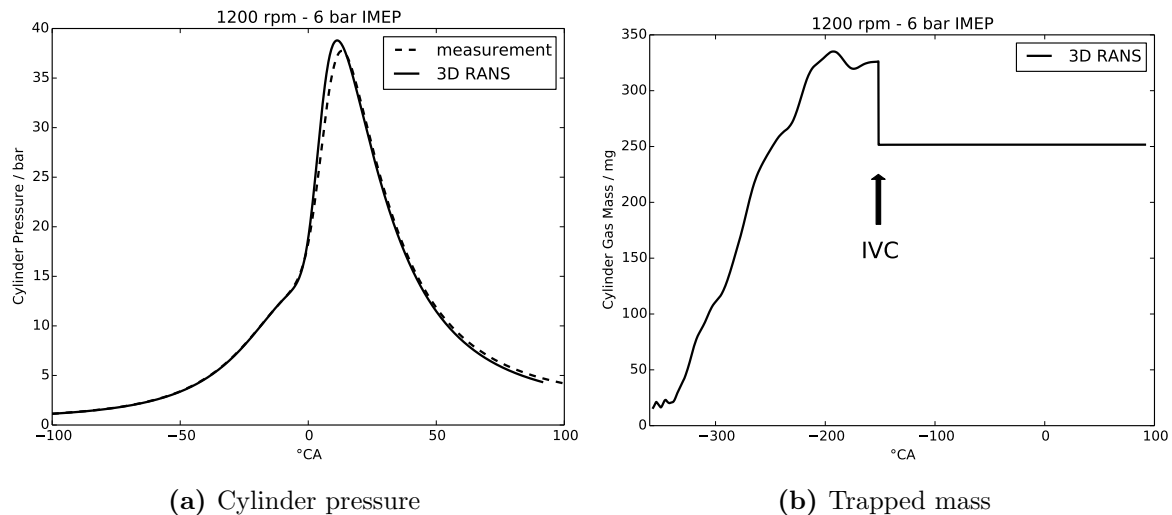 1200 rpm - 6 bar IMEP
40
35
30
25
20
15
10
5
0
Cylinder Pressure / bar
measurement
3D RANS
−100
−50
0
50
100
°CA
(a) Cylinder pressure
1200 rpm - 6 bar IMEP
350
300
250
200
150
100
50
0
Cylinder Gas Mass / mg
3D RANS
IVC
−300
−200
−100
0
100
°CA
(b) Trapped mass